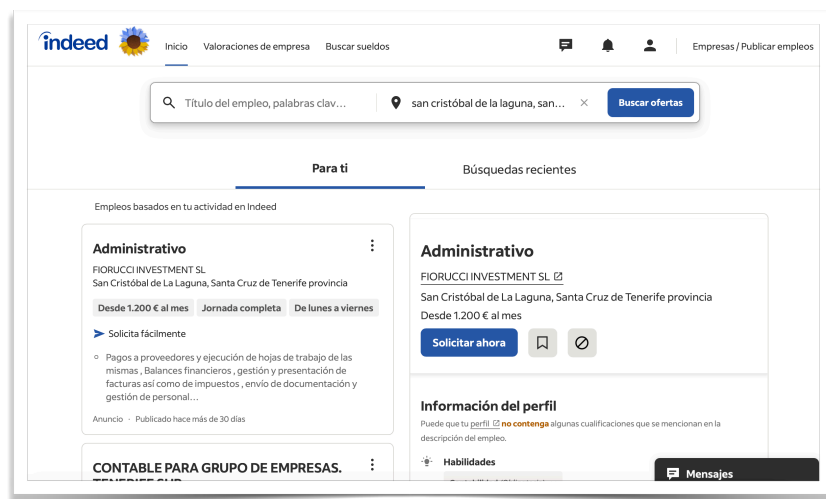 indeed
Inicio Valoraciones de empresa Buscar sueldos Empresas / Publicar empleos
Título del empleo, palabras clav... san cristóbal de la laguna, san... Buscar ofertas
Para ti Búsquedas recientes
Empleos basados en tu actividad en Indeed
Administrativo
FIORUCCI INVESTMENT SL
San Cristóbal de La Laguna, Santa Cruz de Tenerife provincia
Desde 1.200 € al mes Jornada completa De lunes a viernes
Solicita fácilmente
Pagos a proveedores y ejecución de hojas de trabajo de las
mismas , Balances financieros , gestión y presentación de
facturas así como de impuestos , envío de documentación y
gestión de personal...
Anuncio · Publicado hace más de 30 días
CONTABLE PARA GRUPO DE EMPRESAS.
TENERIFE SUR
Administrativo
FIORUCCI INVESTMENT SL
San Cristóbal de La Laguna, Santa Cruz de Tenerife provincia
Desde 1.200 € al mes
Solicitar ahora
Información del perfil
Puede que tu perfil no contenga algunas cualificaciones que se mencionan en la
descripción del empleo.
Habilidades
Mensajes